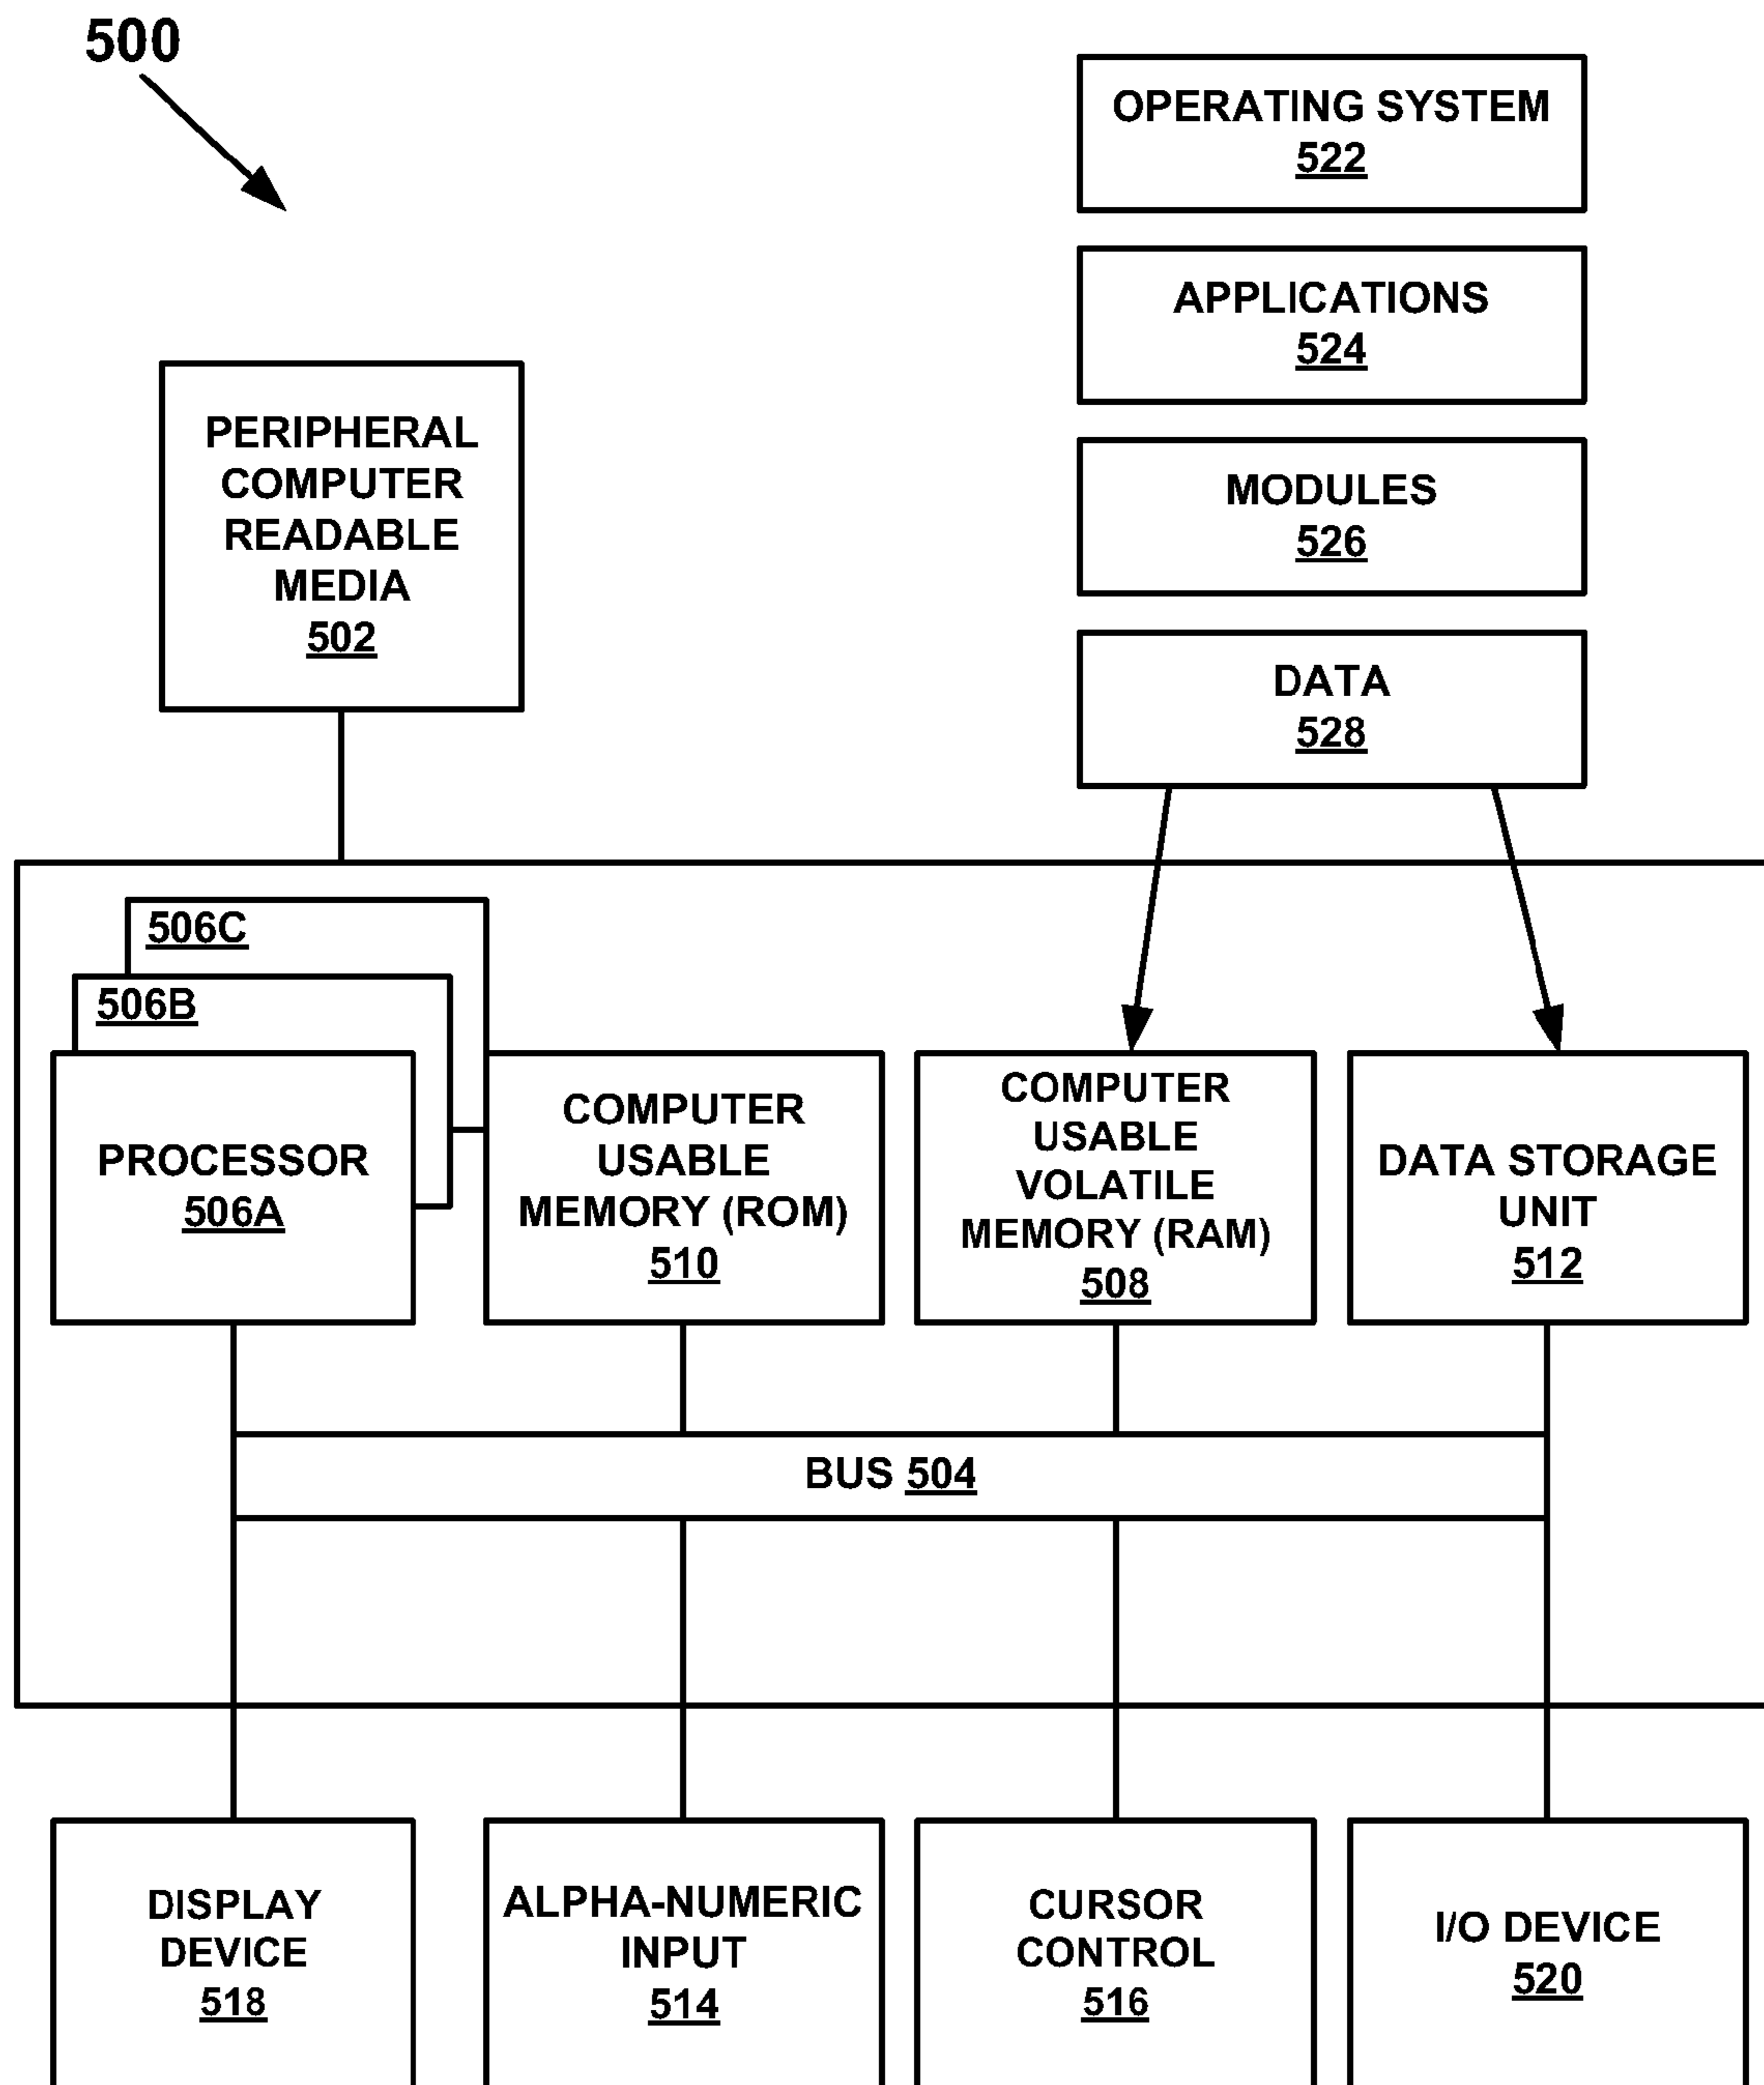 500
OPERATING SYSTEM
522
APPLICATIONS
524
MODULES
526
DATA
528
PERIPHERAL
COMPUTER
READABLE
MEDIA
502
506C
506B
PROCESSOR
506A
COMPUTER
USABLE
MEMORY (ROM)
510
COMPUTER
USABLE
VOLATILE
MEMORY (RAM)
508
DATA STORAGE
UNIT
512
BUS 504
DISPLAY
DEVICE
518
ALPHA-NUMERIC
INPUT
514
CURSOR
CONTROL
516
I/O DEVICE
520